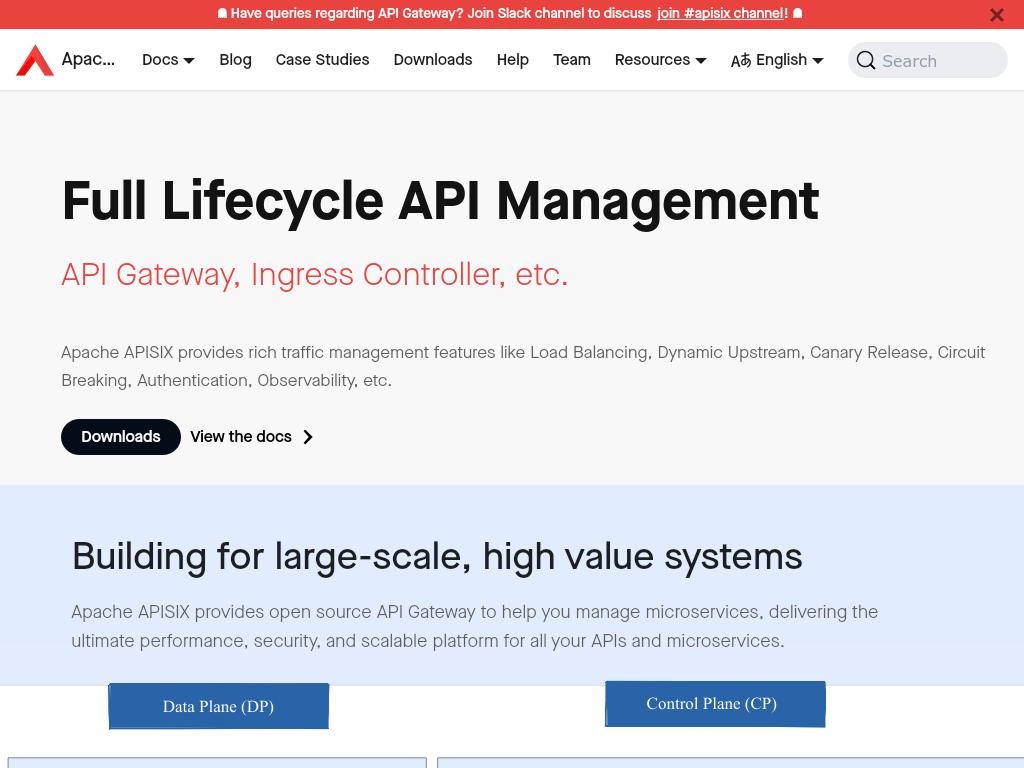 Have queries regarding API Gateway? Join Slack channel to discuss join #apisix channel!
Apac...
Docs
Blog
Case Studies
Downloads
Help
Team
Resources
Aあ English
Search
Full Lifecycle API Management
API Gateway, Ingress Controller, etc.
Apache APISIX provides rich traffic management features like Load Balancing, Dynamic Upstream, Canary Release, Circuit
Breaking, Authentication, Observability, etc.
Downloads
View the docs
Building for large-scale, high value systems
Apache APISIX provides open source API Gateway to help you manage microservices, delivering the
ultimate performance, security, and scalable platform for all your APIs and microservices.
Data Plane (DP)
Control Plane (CP)